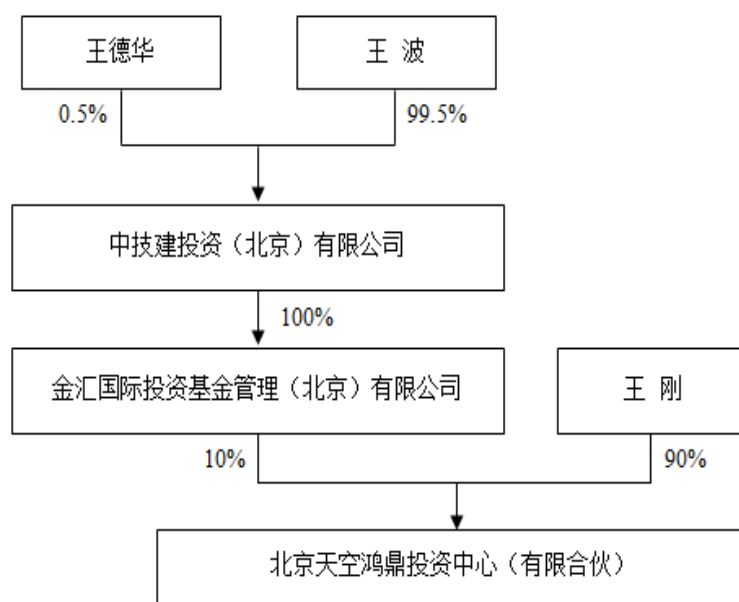 王德华
王 波
0.5%
99.5%
中技建投资（北京）有限公司
100%
金汇国际投资基金管理（北京）有限公司
王 刚
10%
90%
北京天空鸿鼎投资中心（有限合伙）